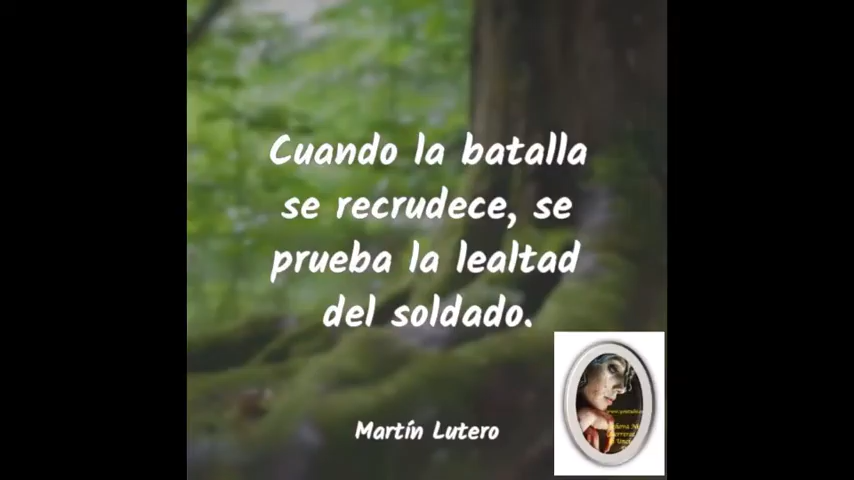 Cuando la batalla
se recrudece, se
prueba la lealtad
del soldado.
Martín Lutero